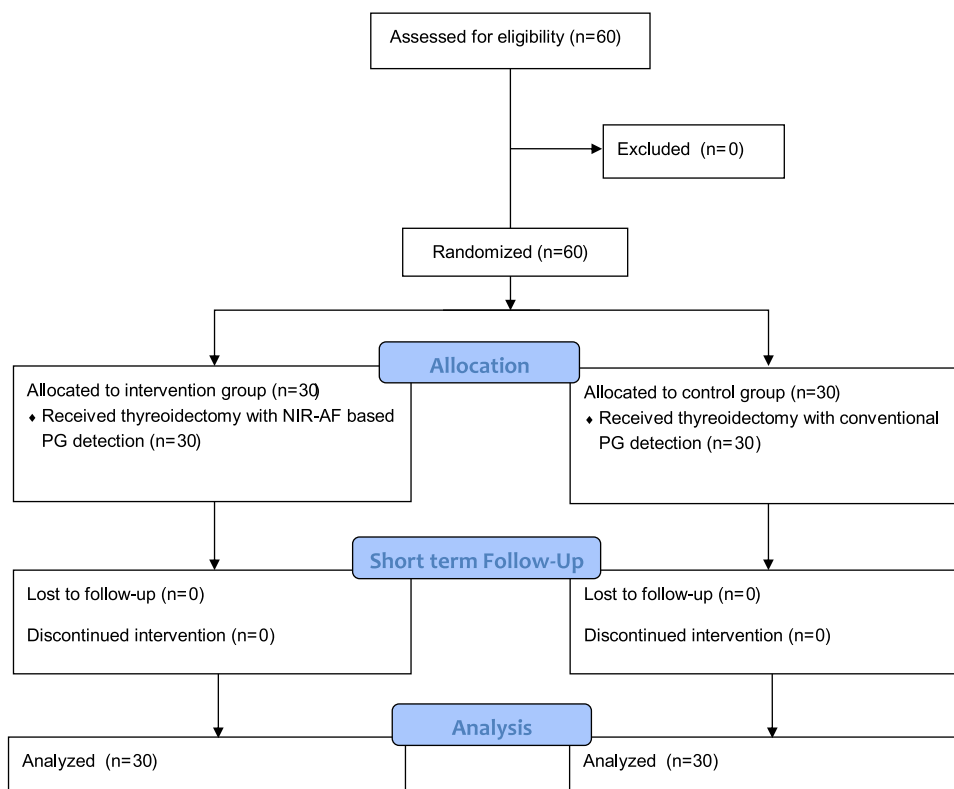 Assessed for eligibility (n=60)
Excluded (n=0)
Randomized (n=60)
Allocation
Allocated to intervention group (n=30)
♦ Received thyreoidectomy with NIR-AF based
PG detection (n=30)
Allocated to control group (n=30)
♦ Received thyreoidectomy with conventional
PG detection (n=30)
Short term Follow-Up
Lost to follow-up (n=0)
Discontinued intervention (n=0)
Lost to follow-up (n=0)
Discontinued intervention (n=0)
Analysis
Analyzed (n=30)
Analyzed (n=30)